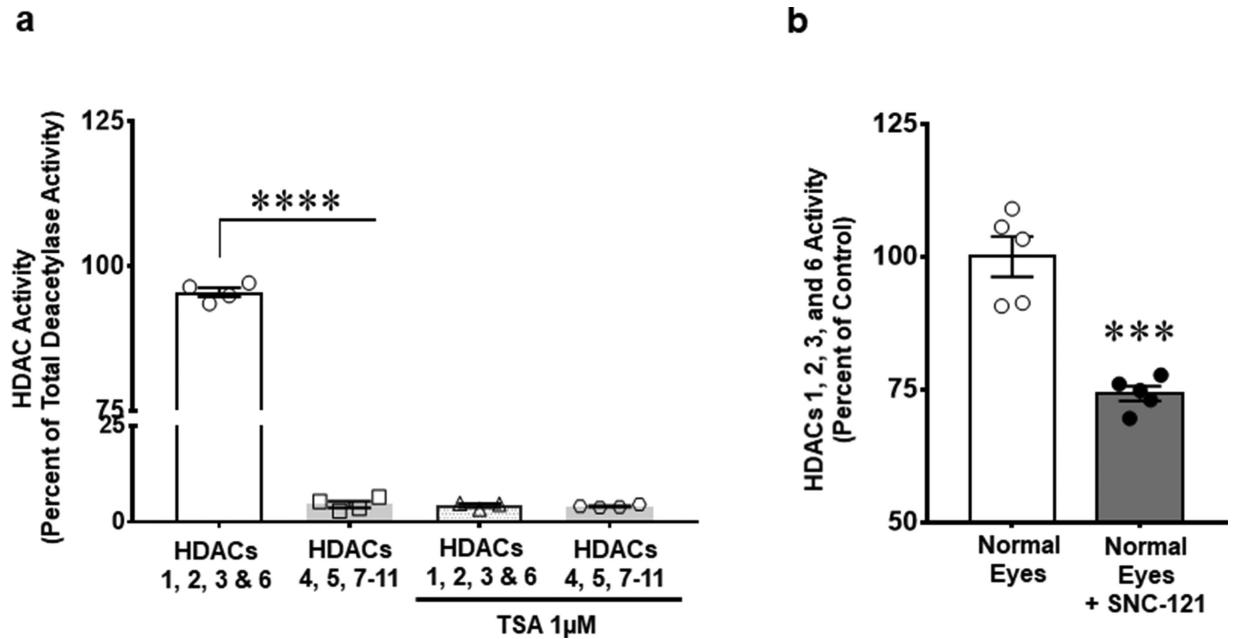 a
HDAC Activity
(Percent of Total Deacetylase Activity)
125
100
75
25
0
****
HDACs
1, 2, 3 & 6
HDACs
4, 5, 7-11
HDACs
1, 2, 3 & 6
HDACs
4, 5, 7-11
TSA 1µM
b
HDACs 1, 2, 3, and 6 Activity
(Percent of Control)
125
100
75
50
***
Normal
Eyes
Normal
Eyes
+ SNC-121